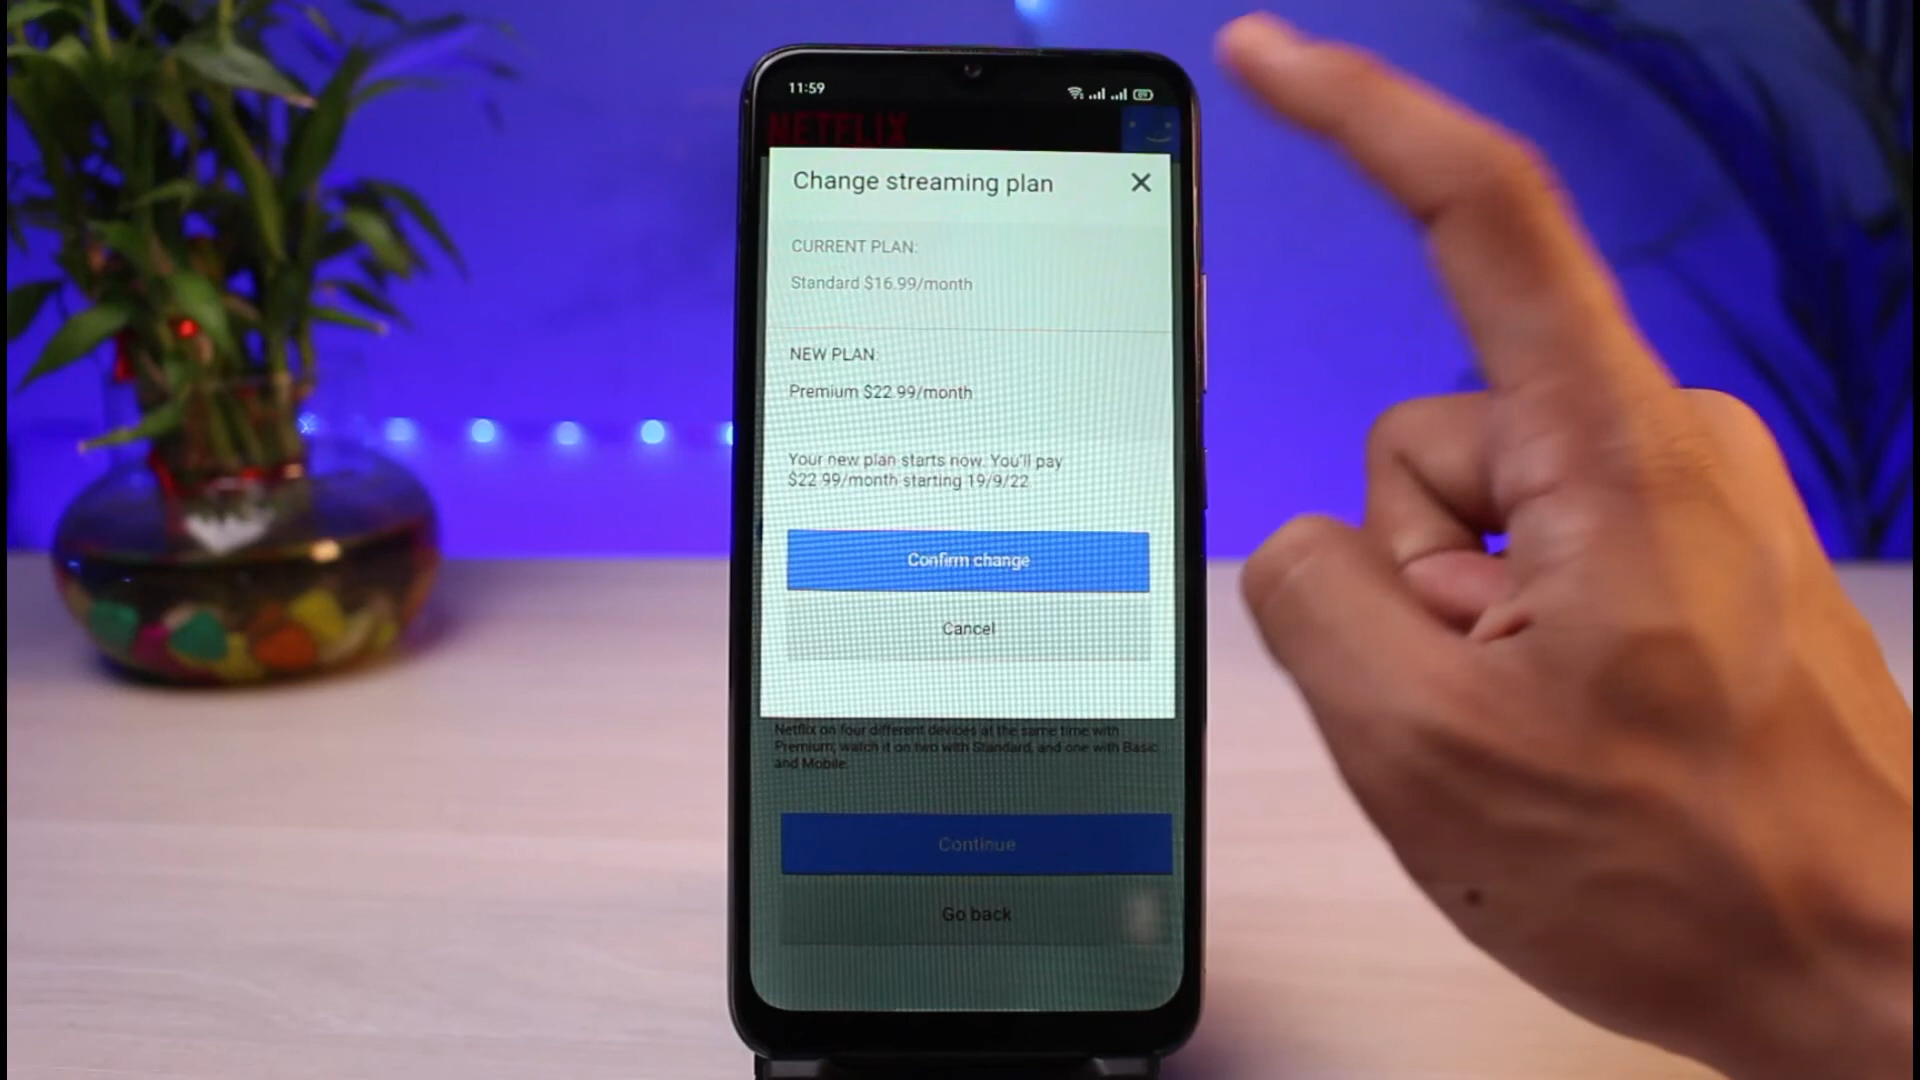 11:59
NETFLIX
Change streaming plan
CURRENT PLAN:
Standard $16.99/month
NEW PLAN:
Premium $22.99/month
Your new plan starts now. You'll pay
$22.99/month starting 19/9/22.
Confirm change
Cancel
Netflix on four different devices at the same time with
Premium, watch it on two with Standard, and one with Basic
and Mobile.
Continue
Go back